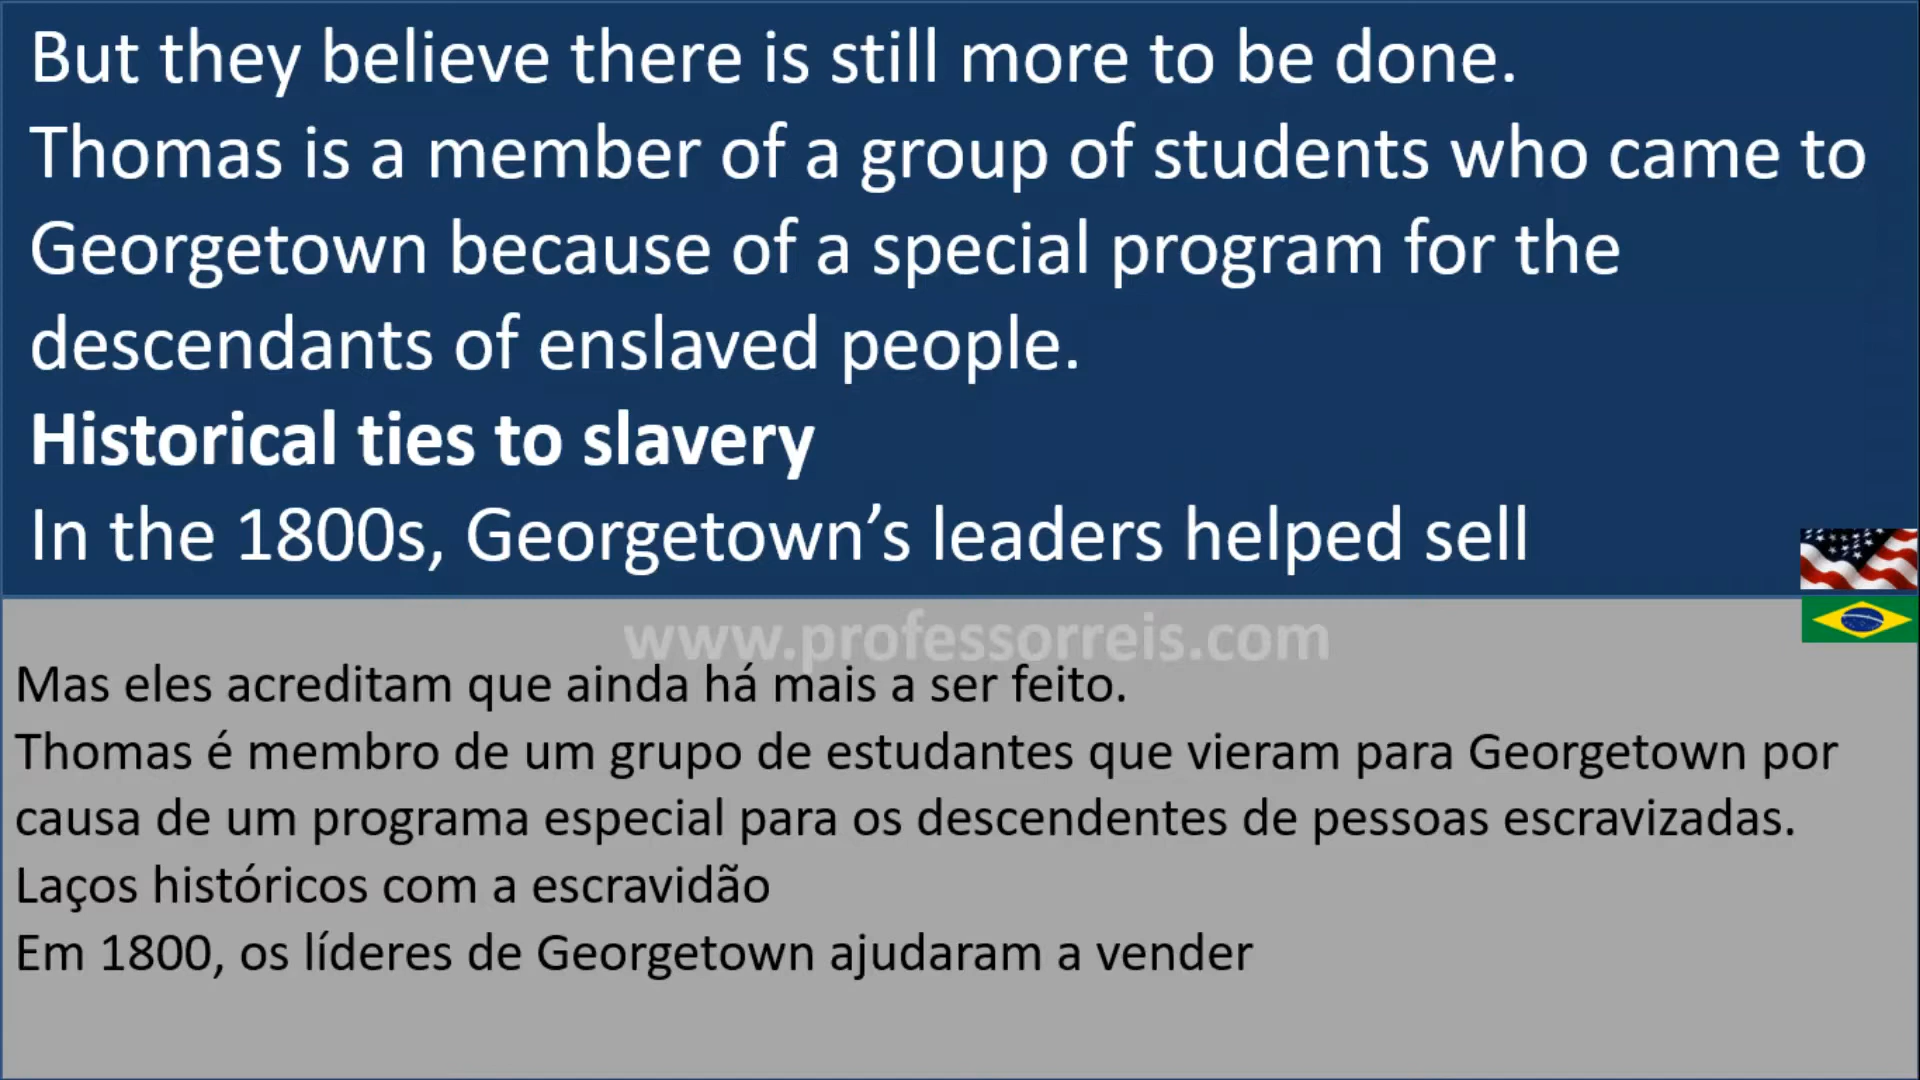 But they believe there is still more to be done.
Thomas is a member of a group of students who came to
Georgetown because of a special program for the
descendants of enslaved people.
Historical ties to slavery
In the 1800s, Georgetown’s leaders helped sell
www.professorreis.com
Mas eles acreditam que ainda há mais a ser feito.
Thomas é membro de um grupo de estudantes que vieram para Georgetown por
causa de um programa especial para os descendentes de pessoas escravizadas.
Laços históricos com a escravidão
Em 1800, os líderes de Georgetown ajudaram a vender